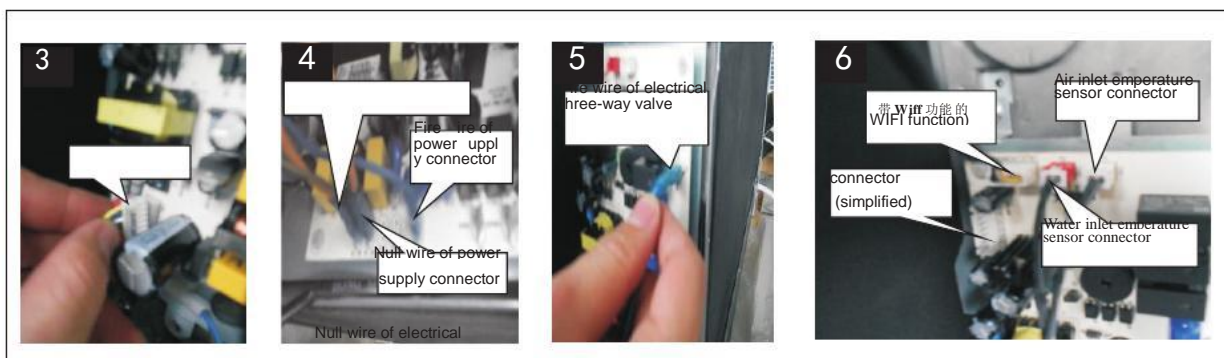 3
4
Fire ire of
power uppl
y connector
Null wire of power
supply connector
Null wire of electrical
5
ire wire of electrical
hree-way valve
6
带 Wiff 功能的
WIFI function)
Air inlet emperature
sensor connector
connector
(simplified)
Water inlet emberature
sensor connector